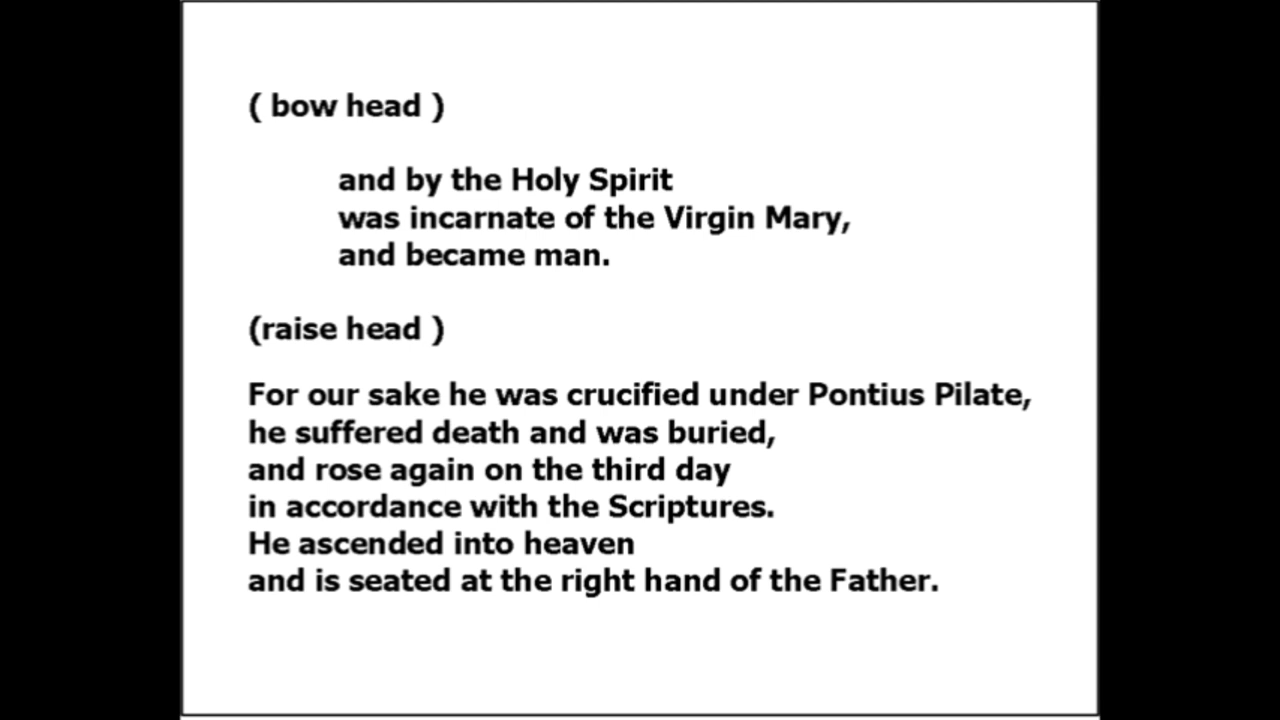 ( bow head )
and by the Holy Spirit
was incarnate of the Virgin Mary,
and became man.
(raise head )
For our sake he was crucified under Pontius Pilate,
he suffered death and was buried,
and rose again on the third day
in accordance with the Scriptures.
He ascended into heaven
and is seated at the right hand of the Father.